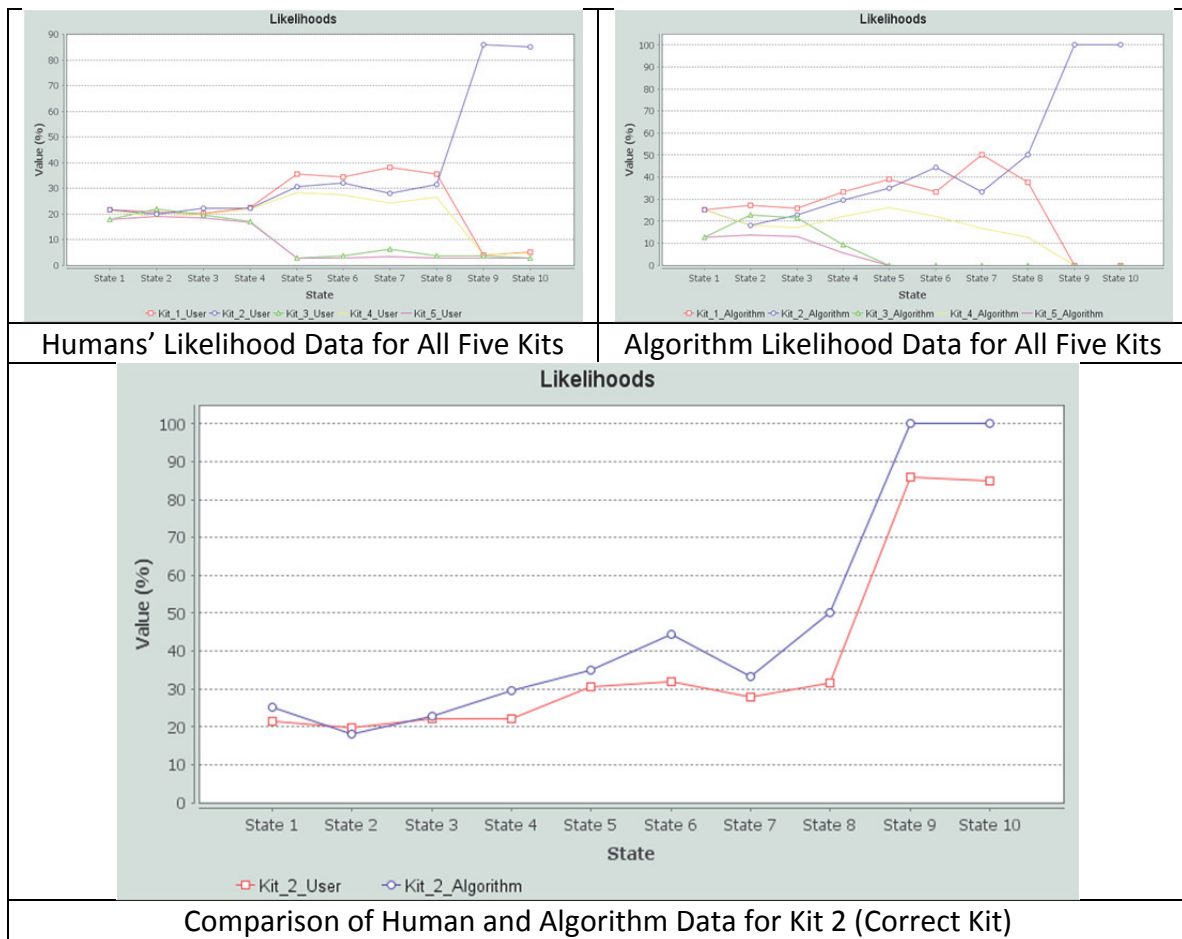 Likelihoods
90
80
70
60
50
40
30
20
10
0
Value (%)
State 1 State 2 State 3 State 4 State 5 State 6 State 7 State 8 State 9 State 10
State
Kit_1_User Kit_2_User Kit_3_User Kit_4_User Kit_5_User
Humans’ Likelihood Data for All Five Kits
Likelihoods
100
90
80
70
60
50
40
30
20
10
0
Value (%)
State 1 State 2 State 3 State 4 State 5 State 6 State 7 State 8 State 9 State 10
State
Kit_1_Algorithm Kit_2_Algorithm Kit_3_Algorithm Kit_4_Algorithm Kit_5_Algorithm
Algorithm Likelihood Data for All Five Kits
Likelihoods
100
90
80
70
60
50
40
30
20
10
0
Value (%)
State 1 State 2 State 3 State 4 State 5 State 6 State 7 State 8 State 9 State 10
State
Kit_2_User Kit_2_Algorithm
Comparison of Human and Algorithm Data for Kit 2 (Correct Kit)